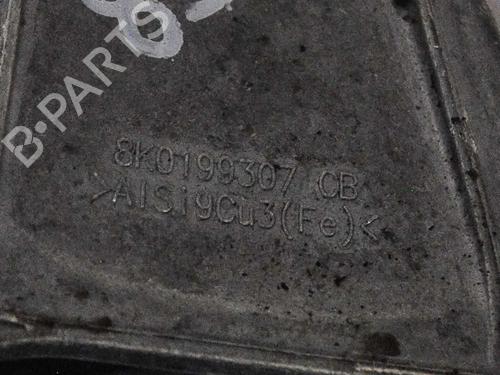 B-PARTS
8K0199307 CB
>AlSi9Cu3(Fe)<